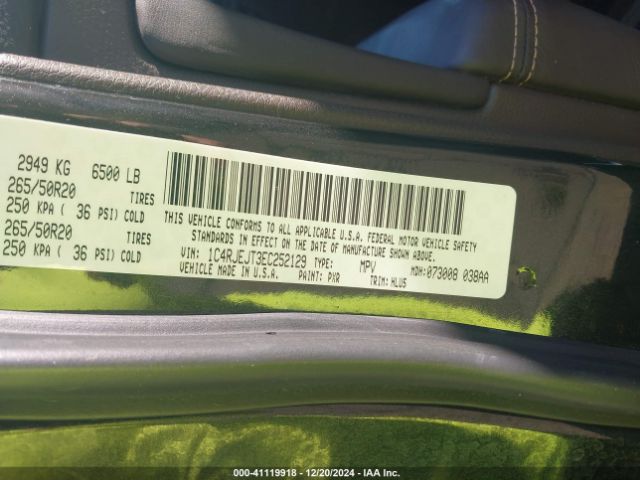 2949 KG 6500 LB
265/50R20 TIRES
250 KPA ( 36 PSI) COLD
265/50R20 TIRES
250 KPA ( 36 PSI) COLD
THIS VEHICLE CONFORMS TO ALL APPLICABLE U.S.A. FEDERAL MOTOR VEHICLE SAFETY
STANDARDS IN EFFECT ON THE DATE OF MANUFACTURE SHOWN ABOVE.
VIN: 1C4RJEJT3EC252129 TYPE: MPV MDH: 073008 038AA
VEHICLE MADE IN U.S.A. PAINT: PXR TRIM: HLU5
000-41119918 - 12/20/2024 - IAA Inc.